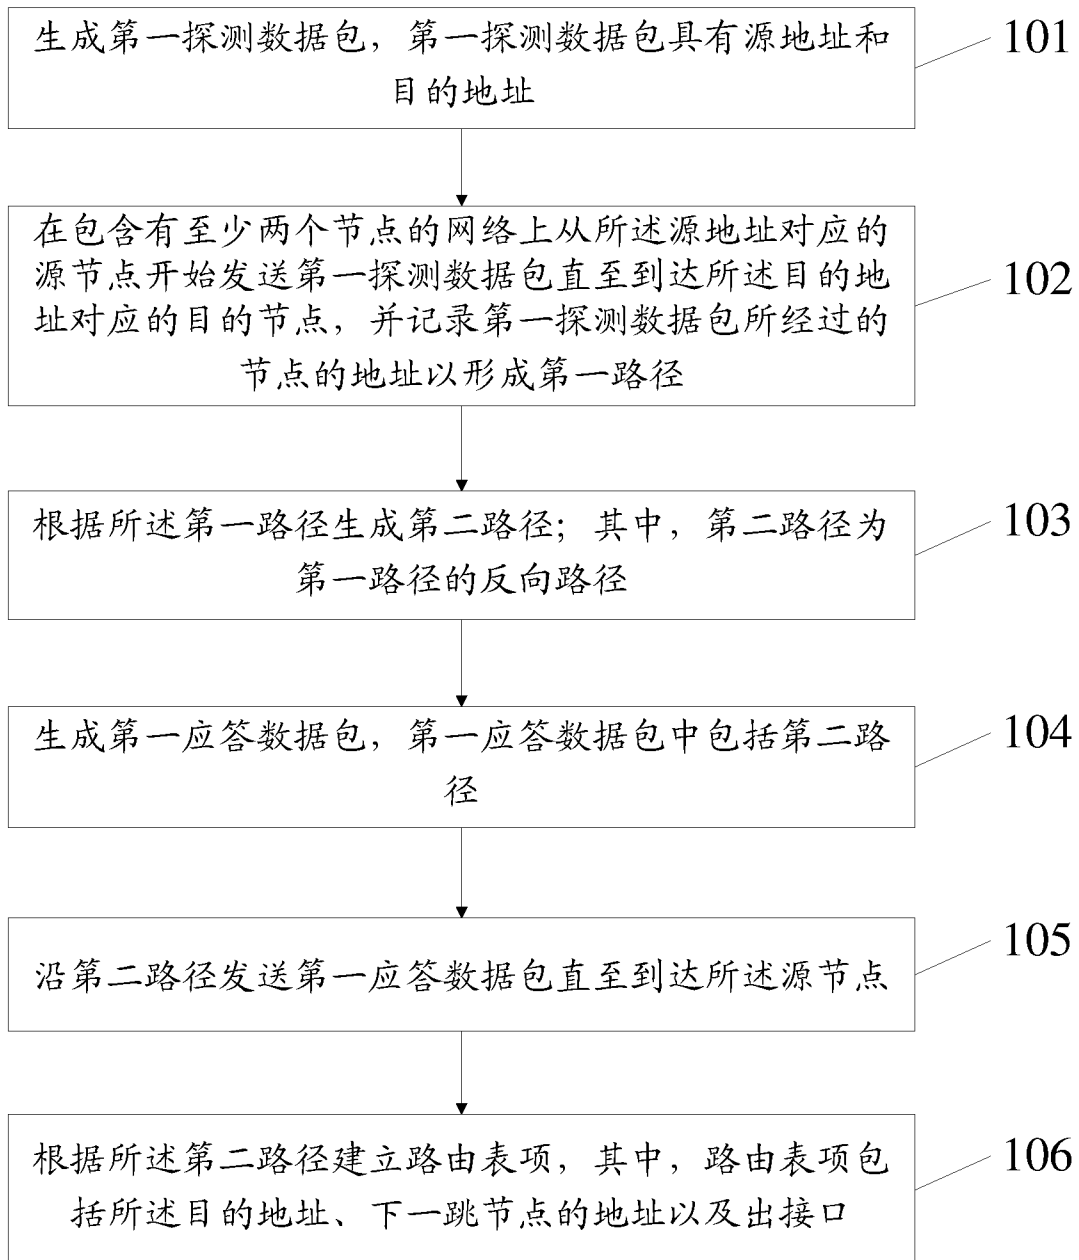 生成第一探测数据包，第一探测数据包具有源地址和
目的地址
101
在包含有至少两个节点的网络上从所述源地址对应的
源节点开始发送第一探测数据包直至到达所述目的地
址对应的目的节点，并记录第一探测数据包所经过的
节点的地址以形成第一路径
102
根据所述第一路径生成第二路径；其中，第二路径为
第一路径的反向路径
103
生成第一应答数据包，第一应答数据包中包括第二路
径
104
沿第二路径发送第一应答数据包直至到达所述源节点
105
根据所述第二路径建立路由表项，其中，路由表项包
括所述目的地址、下一跳节点的地址以及出接口
106